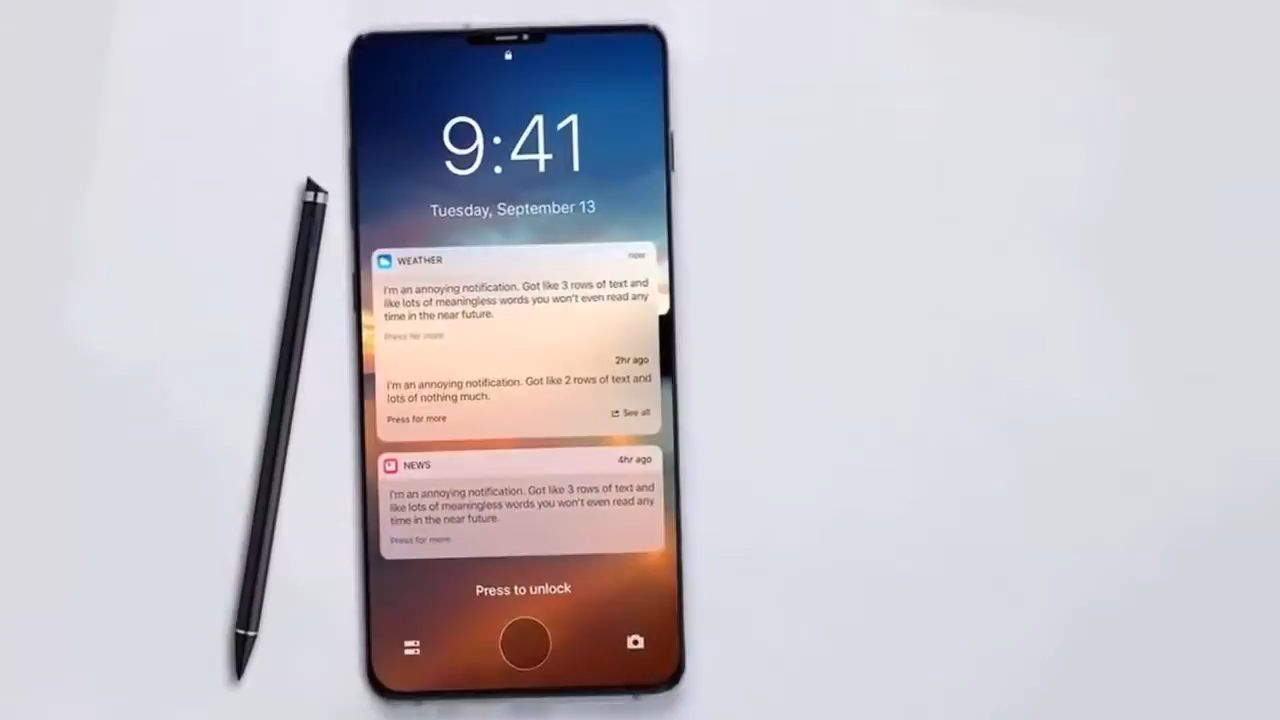 9:41
Tuesday, September 13
WEATHER now
I'm an annoying notification. Got like 3 rows of text and
like lots of meaningless words you won't even read any
time in the near future.
Press for more
2hr ago
I'm an annoying notification. Got like 2 rows of text and
lots of nothing much.
Press for more See all
NEWS 4hr ago
I'm an annoying notification. Got like 3 rows of text and
like lots of meaningless words you won't even read any
time in the near future.
Press for more
Press to unlock